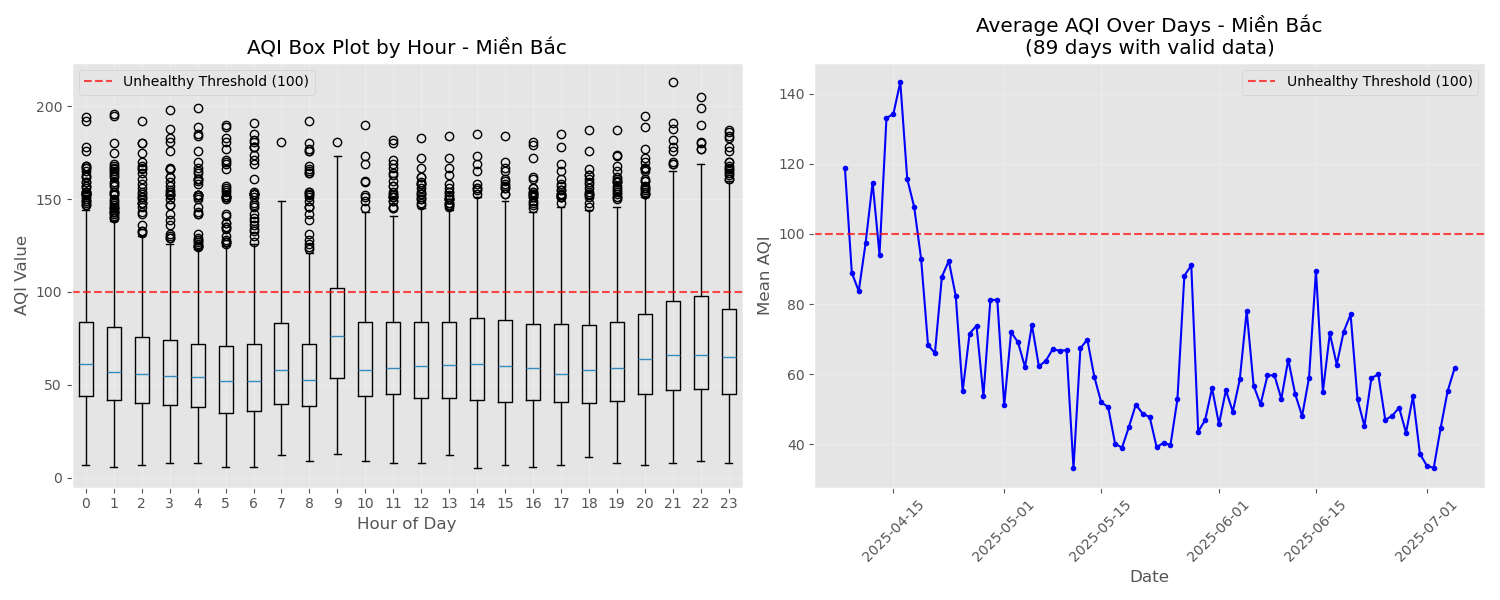 AQI Box Plot by Hour - Miền Bắc
Unhealthy Threshold (100)
AQI Value
200
150
100
50
0
0 1 2 3 4 5 6 7 8 9 10 11 12 13 14 15 16 17 18 19 20 21 22 23
Hour of Day
Average AQI Over Days - Miền Bắc
(89 days with valid data)
Unhealthy Threshold (100)
Mean AQI
140
120
100
80
60
40
2025-04-15 2025-05-01 2025-05-15 2025-06-01 2025-06-15 2025-07-01
Date